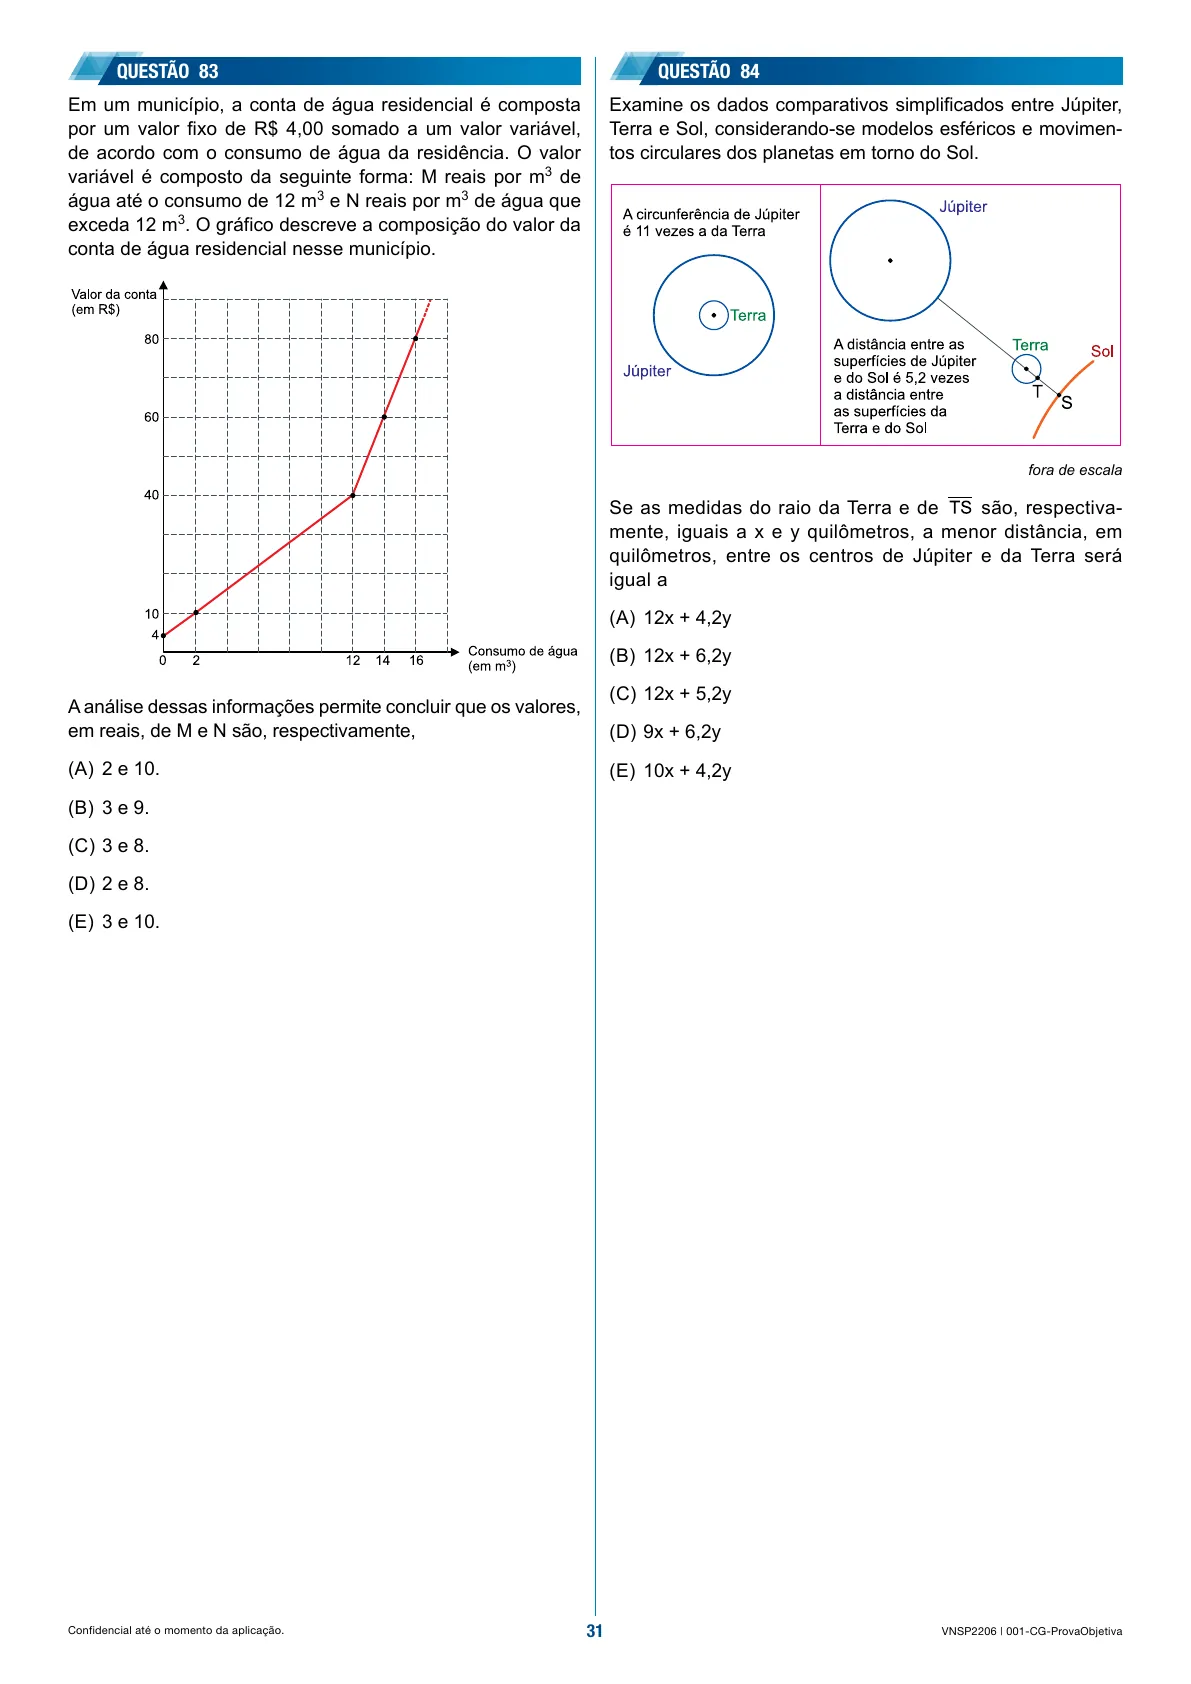 QUESTÃO 83
Em um município, a conta de água residencial é composta
por um valor fixo de R$ 4,00 somado a um valor variável,
de acordo com o consumo de água da residência. O valor
variável é composto da seguinte forma: M reais por m³ de
água até o consumo de 12 m³ e N reais por m³ de água que
exceda 12 m³. O gráfico descreve a composição do valor da
conta de água residencial nesse município.
Valor da conta
(em R$)
80
60
40
10
4
0 2 12 14 16
Consumo de água
(em m³)
A análise dessas informações permite concluir que os valores,
em reais, de M e N são, respectivamente,
(A) 2 e 10.
(B) 3 e 9.
(C) 3 e 8.
(D) 2 e 8.
(E) 3 e 10.
QUESTÃO 84
Examine os dados comparativos simplificados entre Júpiter,
Terra e Sol, considerando-se modelos esféricos e movimen-
tos circulares dos planetas em torno do Sol.
A circunferência de Júpiter
é 11 vezes a da Terra
Terra
Júpiter
Júpiter
A distância entre as
superfícies de Júpiter
e do Sol é 5,2 vezes
a distância entre
as superfícies da
Terra e do Sol
Terra
Sol
T
S
fora de escala
Se as medidas do raio da Terra e de TS são, respectiva-
mente, iguais a x e y quilômetros, a menor distância, em
quilômetros, entre os centros de Júpiter e da Terra será
igual a
(A) 12x + 4,2y
(B) 12x + 6,2y
(C) 12x + 5,2y
(D) 9x + 6,2y
(E) 10x + 4,2y
Confidencial até o momento da aplicação.
31
VNSP2206 | 001-CG-ProvaObjetiva